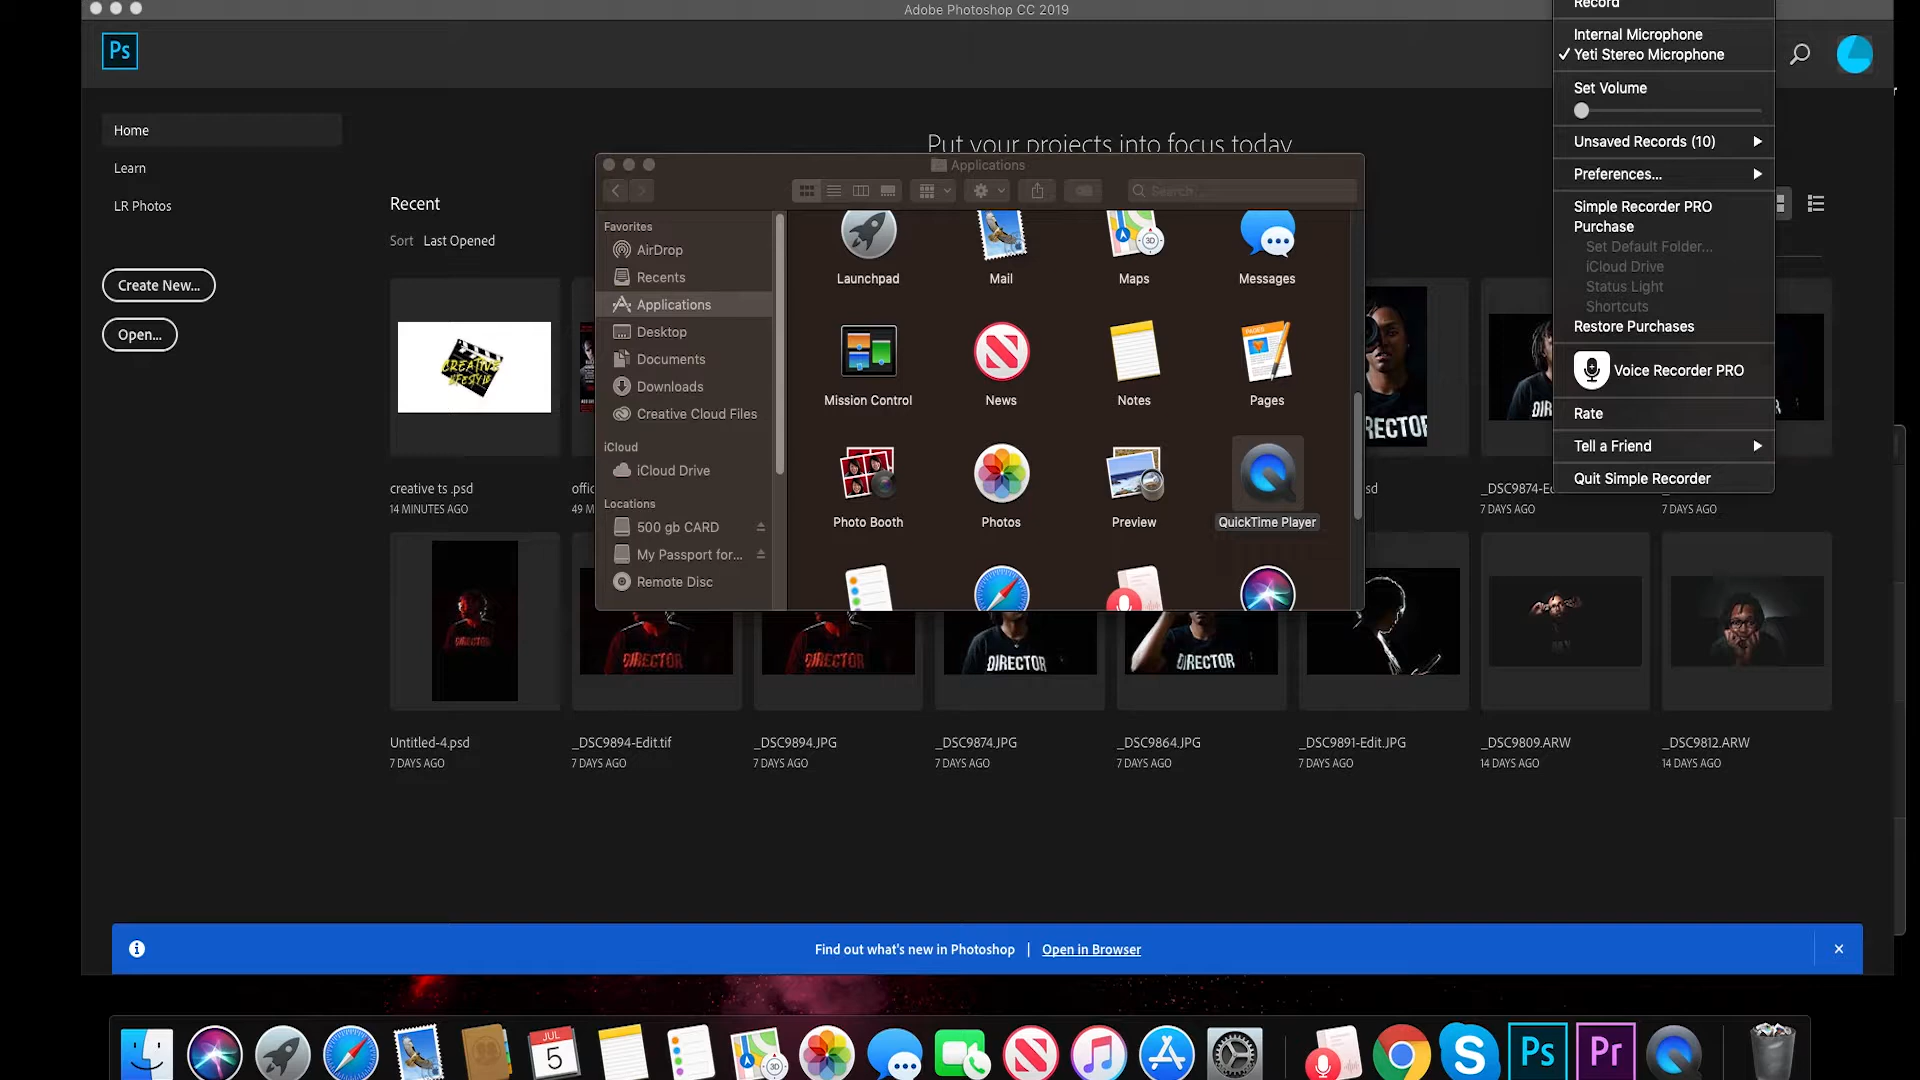 Adobe Photoshop CC 2019
Ps
Home
Learn
LR Photos
Create New...
Open...
Put your projects into focus today
Recent
Sort Last Opened
creative ts .psd
14 MINUTES AGO
sd
_DSC9874-Ed
7 DAYS AGO
7 DAYS AGO
Untitled-4.psd
7 DAYS AGO
_DSC9894-Edit.tif
7 DAYS AGO
_DSC9894.JPG
7 DAYS AGO
_DSC9874.JPG
7 DAYS AGO
_DSC9864.JPG
7 DAYS AGO
_DSC9891-Edit.JPG
7 DAYS AGO
_DSC9809.ARW
14 DAYS AGO
_DSC9812.ARW
14 DAYS AGO
CREATIVE
LIFESTYLE
DIRECTOR
DIRECTOR
DIRECTOR
DIRECTOR
DIRECTOR
Applications
Search
Favorites
AirDrop
Recents
Applications
Desktop
Documents
Downloads
Creative Cloud Files
iCloud
iCloud Drive
Locations
500 gb CARD
My Passport for...
Remote Disc
Launchpad
Mail
Maps
Messages
Mission Control
News
Notes
Pages
Photo Booth
Photos
Preview
QuickTime Player
Record
Internal Microphone
✓ Yeti Stereo Microphone
Set Volume
Unsaved Records (10)
Preferences...
Simple Recorder PRO
Purchase
Set Default Folder...
iCloud Drive
Status Light
Shortcuts
Restore Purchases
Voice Recorder PRO
Rate
Tell a Friend
Quit Simple Recorder
Find out what's new in Photoshop | Open in Browser
JUL
5
3D
Ps
Pr